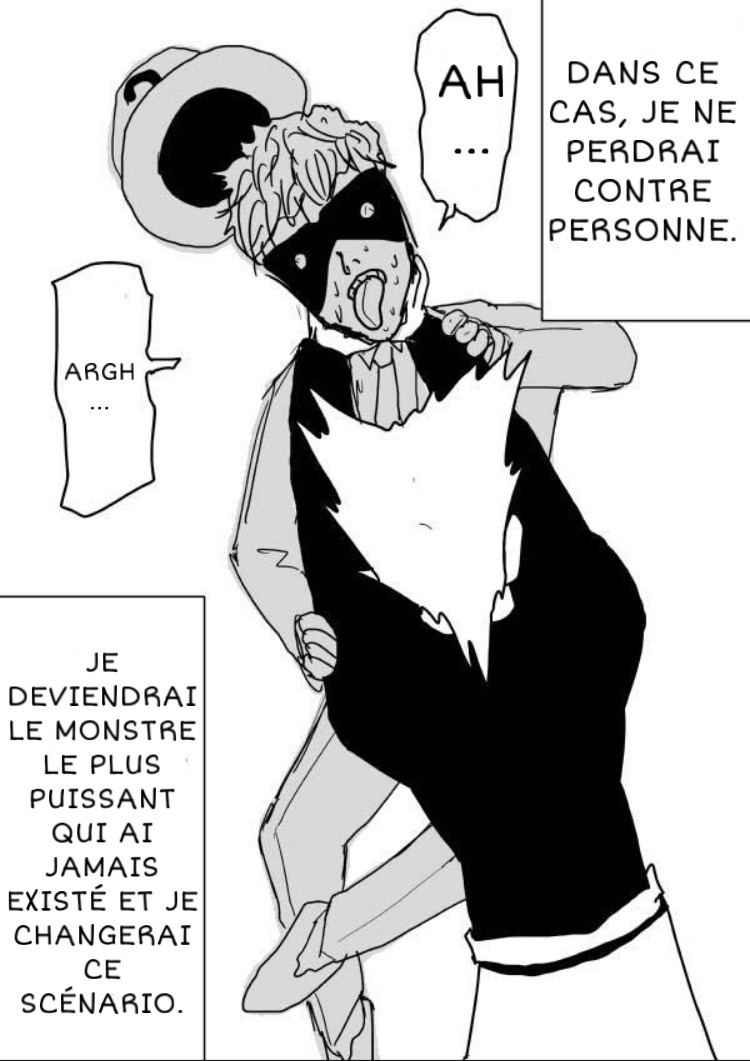 DANS CE
CAS, JE NE
PERDRAI
CONTRE
PERSONNE.
AH
...
ARGH
...
JE
DEVIENDRAI
LE MONSTRE
LE PLUS
PUISSANT
QUI AI
JAMAIS
EXISTÉ ET JE
CHANGERAI
CE
SCÉNARIO.